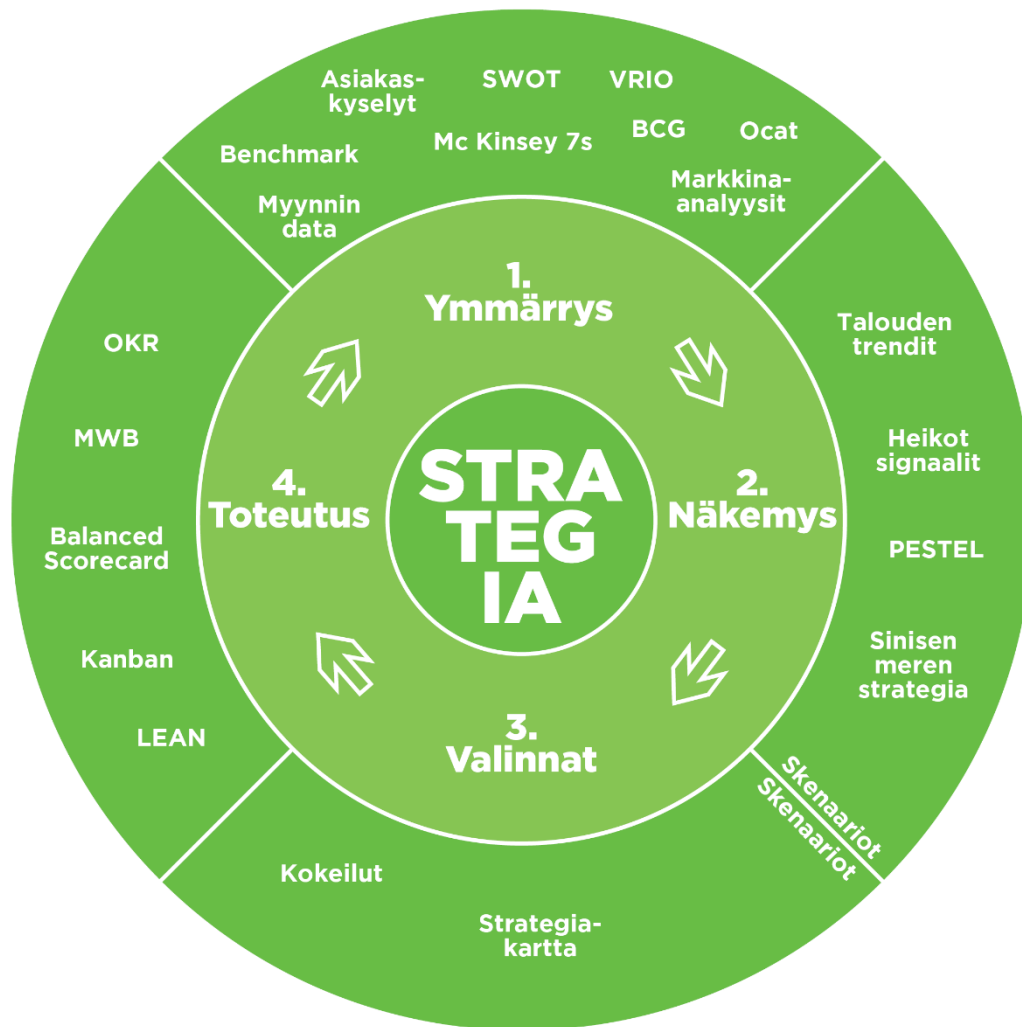 Asiakas-
kyselyt
SWOT
VRIO
Benchmark
Mc Kinsey 7s
BCG
Ocat
Myynnin
data
Markkina-
analyysit
1.
Ymmärrys
OKR
Talouden
trendit
MWB
Heikot
signaalit
4.
Toteutus
STRA
TEG
IA
2.
Näkemys
Balanced
Scorecard
PESTEL
Kanban
Sinisen
meren
strategia
LEAN
3.
Valinnat
Skenaariot
Skenaariot
Kokeilut
Strategia-
kartta